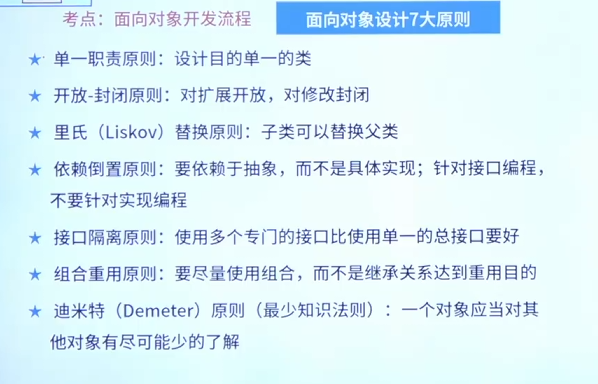 考点：面向对象开发流程
面向对象设计7大原则
★ 单一职责原则：设计目的单一的类
★ 开放-封闭原则：对扩展开放，对修改封闭
★ 里氏（Liskov）替换原则：子类可以替换父类
★ 依赖倒置原则：要依赖于抽象，而不是具体实现；针对接口编程，
不要针对实现编程
★ 接口隔离原则：使用多个专门的接口比使用单一的总接口要好
★ 组合重用原则：要尽量使用组合，而不是继承关系达到重用目的
★ 迪米特（Demeter）原则（最少知识法则）：一个对象应当对其
他对象有尽可能少的了解